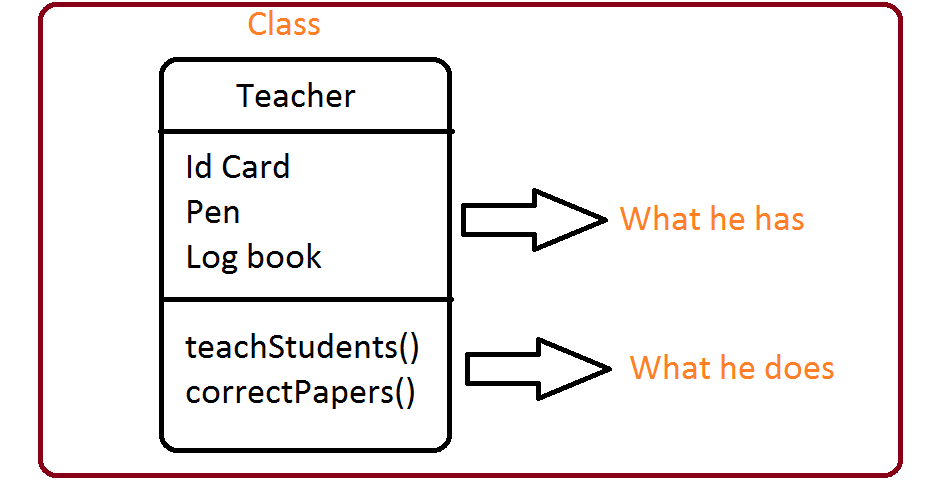 Class
Teacher
Id Card
Pen
Log book
What he has
teachStudents()
correctPapers()
What he does